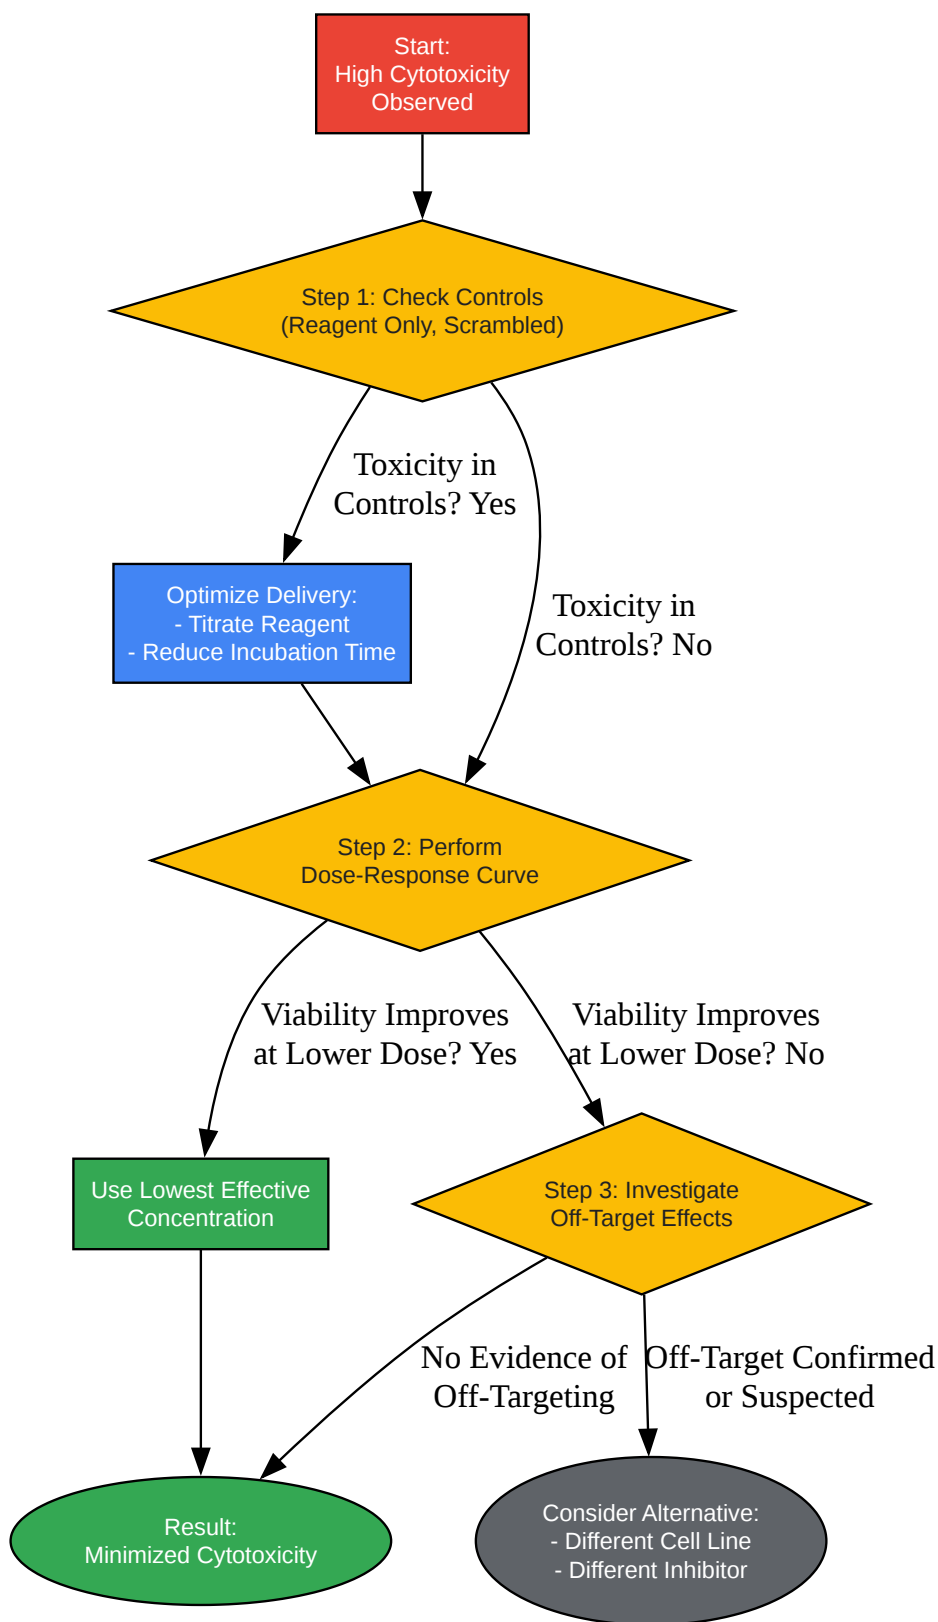 Start:
High Cytotoxicity
Observed
Step 1: Check Controls
(Reagent Only, Scrambled)
Toxicity in
Controls? Yes
Optimize Delivery:
- Titrate Reagent
- Reduce Incubation Time
Toxicity in
Controls? No
Step 2: Perform
Dose-Response Curve
Viability Improves
at Lower Dose? Yes
Viability Improves
at Lower Dose? No
Use Lowest Effective
Concentration
Step 3: Investigate
Off-Target Effects
No Evidence of
Off-Targeting
Off-Target Confirmed
or Suspected
Result:
Minimized Cytotoxicity
Consider Alternative:
- Different Cell Line
- Different Inhibitor